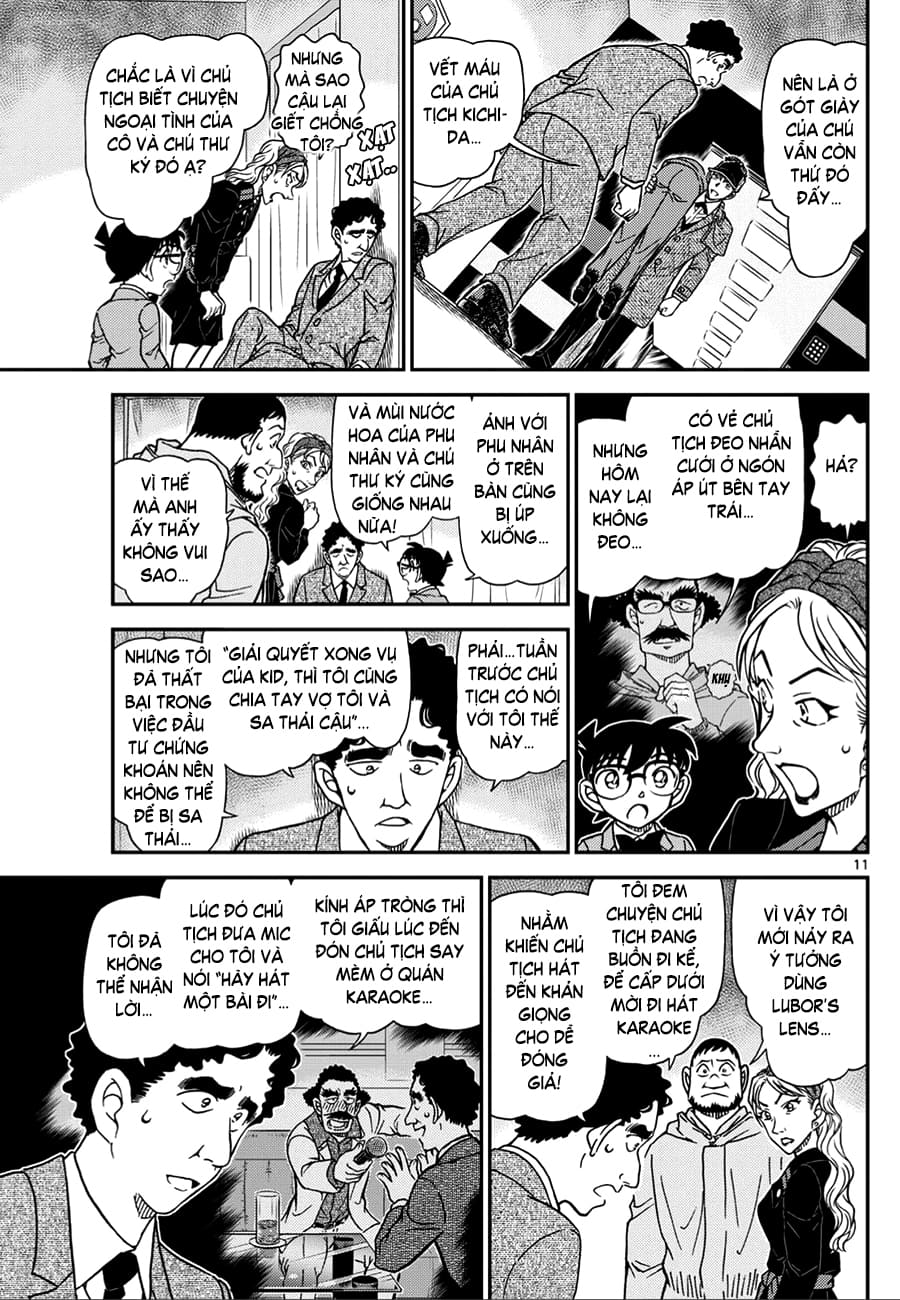 NÊN LÀ Ở
GÓT GIÀY
CỦA CHÚ
VẪN CÒN
THỨ ĐÓ
ĐẤY...
VẾT MÁU
CỦA CHỦ
TỊCH KICHI-
DA...
NHƯNG
MÀ SAO
CẬU LẠI
GIẾT CHỒNG
TÔI?
XẠT
XẠT..
CHẮC LÀ VÌ CHỦ
TỊCH BIẾT CHUYỆN
NGOẠI TÌNH CỦA
CÔ VÀ CHÚ THƯ
KÝ ĐÓ Ạ?
HẢ?
CÓ VẺ CHỦ
TỊCH ĐEO NHẪN
CƯỚI Ở NGÓN
ÁP ÚT BÊN TAY
TRÁI...
NHƯNG
HÔM
NAY LẠI
KHÔNG
ĐEO...
KHỤ
ẢNH VỚI
PHU NHÂN
Ở TRÊN
BÀN CŨNG
BỊ ÚP
XUỐNG...
VÀ MÙI NƯỚC
HOA CỦA PHU
NHÂN VÀ CHÚ
THƯ KÝ CŨNG
GIỐNG NHAU
NỮA!
VÌ THẾ
MÀ ANH
ẤY THẤY
KHÔNG VUI
SAO...
PHẢI...TUẦN
TRƯỚC CHỦ
TỊCH CÓ NÓI
VỚI TÔI THẾ
NÀY...
"GIẢI QUYẾT XONG VỤ
CỦA KID, THÌ TÔI CŨNG
CHIA TAY VỢ TÔI VÀ
SA THẢI CẬU"...
NHƯNG TÔI
ĐÃ THẤT
BẠI TRONG
VIỆC ĐẦU
TƯ CHỨNG
KHOÁN NÊN
KHÔNG THỂ
ĐỂ BỊ SA
THẢI...
11
VÌ VẬY TÔI
MỚI NẢY RA
Ý TƯỞNG
DÙNG
LUBOR'S
LENS...
TÔI ĐEM
CHUYỆN CHỦ
TỊCH ĐANG
BUỒN ĐI KỂ,
ĐỂ CẤP DƯỚI
MỜI ĐI HÁT
KARAOKE
...
NHẰM
KHIẾN CHỦ
TỊCH HÁT
ĐẾN KHÁN
GIỌNG
CHO DỄ
ĐÓNG
GIẢ!
KÍNH ÁP TRÒNG THÌ
TÔI GIẤU LÚC ĐẾN
ĐÓN CHỦ TỊCH SAY
MÈM Ở QUÁN
KARAOKE...
LÚC ĐÓ CHỦ
TỊCH ĐƯA MIC
CHO TÔI VÀ
NÓI "HÃY HÁT
MỘT BÀI ĐI"...
TÔI ĐÃ
KHÔNG
THỂ NHẬN
LỜI...